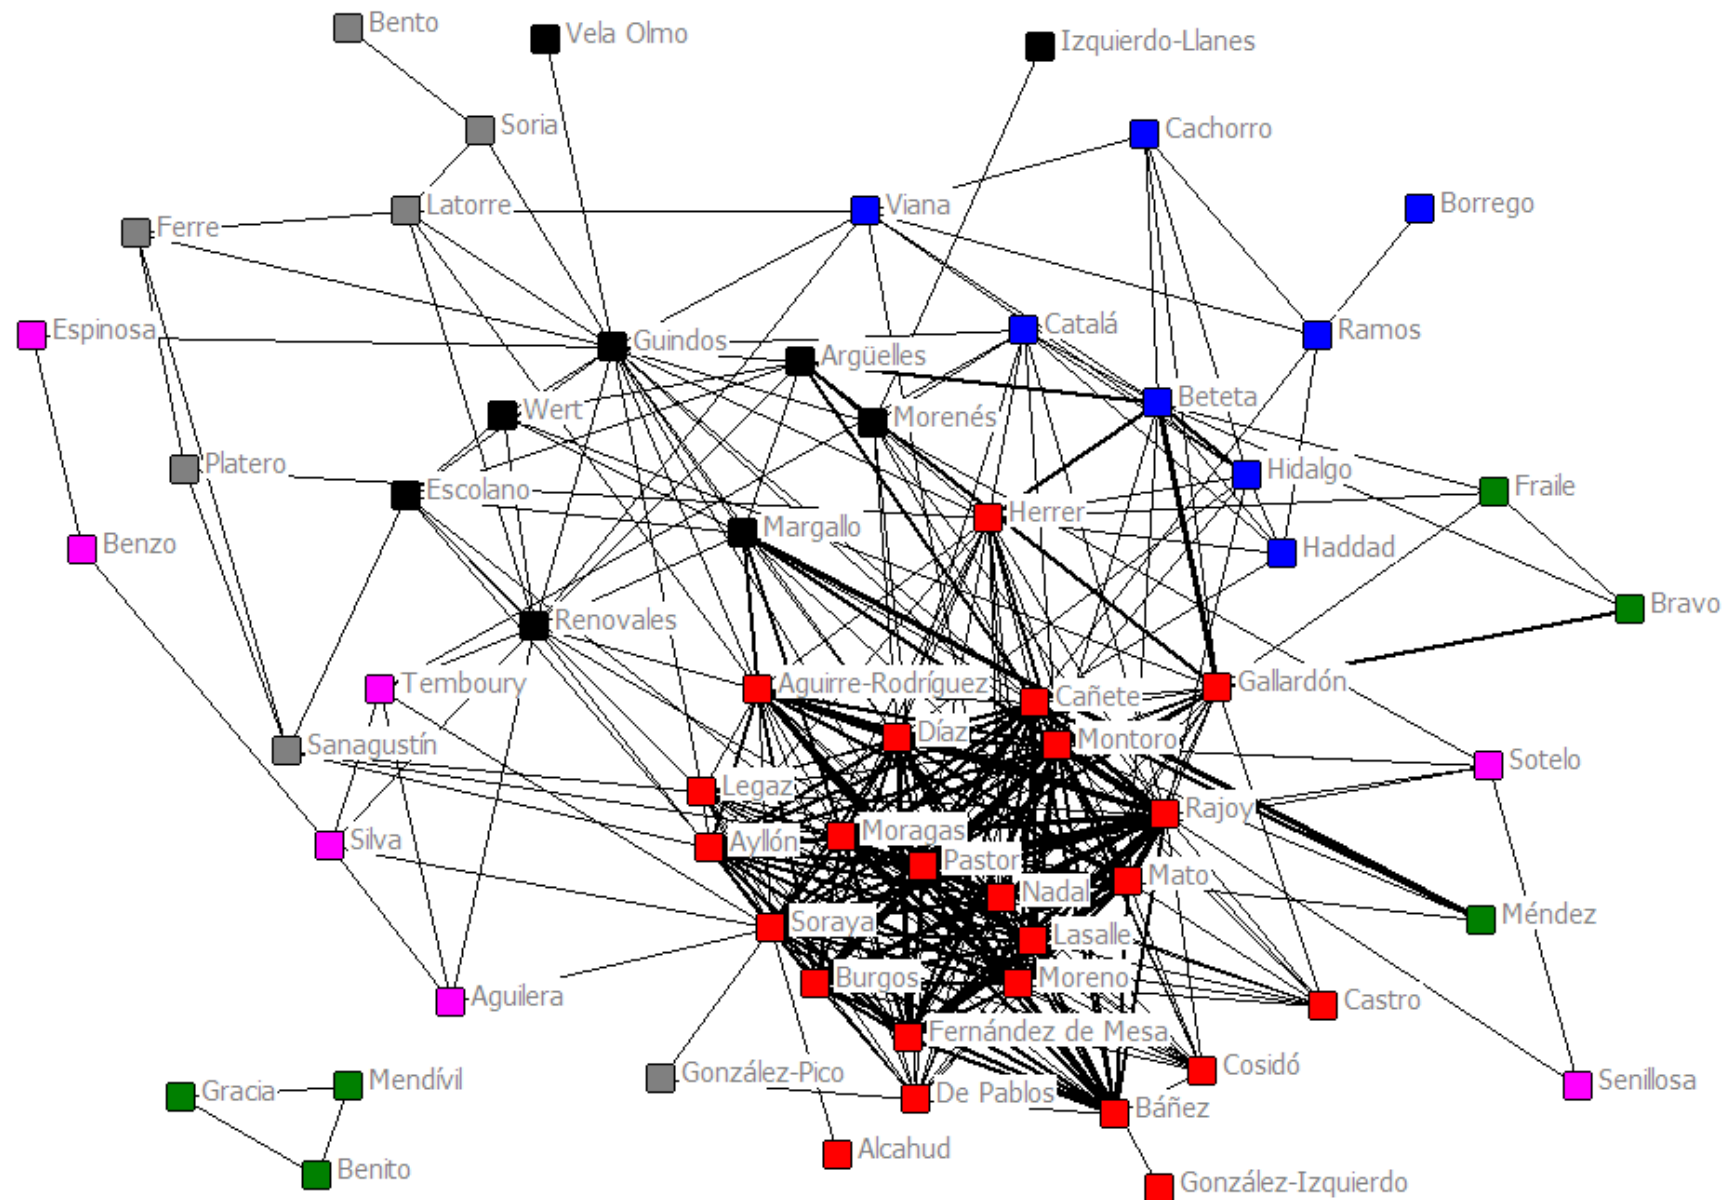 Bento
Vela Olmo
Izquierdo-Llanes
Soria
Cachorro
Latorre
Viana
Borrego
Ferre
Espinosa
Guindos
Argüelles
Catalá
Ramos
Wert
Morenés
Beteta
Platero
Escolano
Hidalgo
Fraile
Margallo
Herrer
Benzo
Haddad
Renovales
Bravo
Temboury
Aguirre-Rodríguez
Cañete
Gallardón
Sanagustín
Díaz
Montoro
Sotelo
Legaz
Rajoy
Silva
Ayllón
Moragas
Pastor
Nadal
Mato
Soraya
Lasalle
Méndez
Burgos
Moreno
Aguilera
Castro
Fernández de Mesa
Cosidó
Gracia
Mendívil
González-Pico
De Pablos
Báñez
Senillosa
Benito
Alcahud
González-Izquierdo